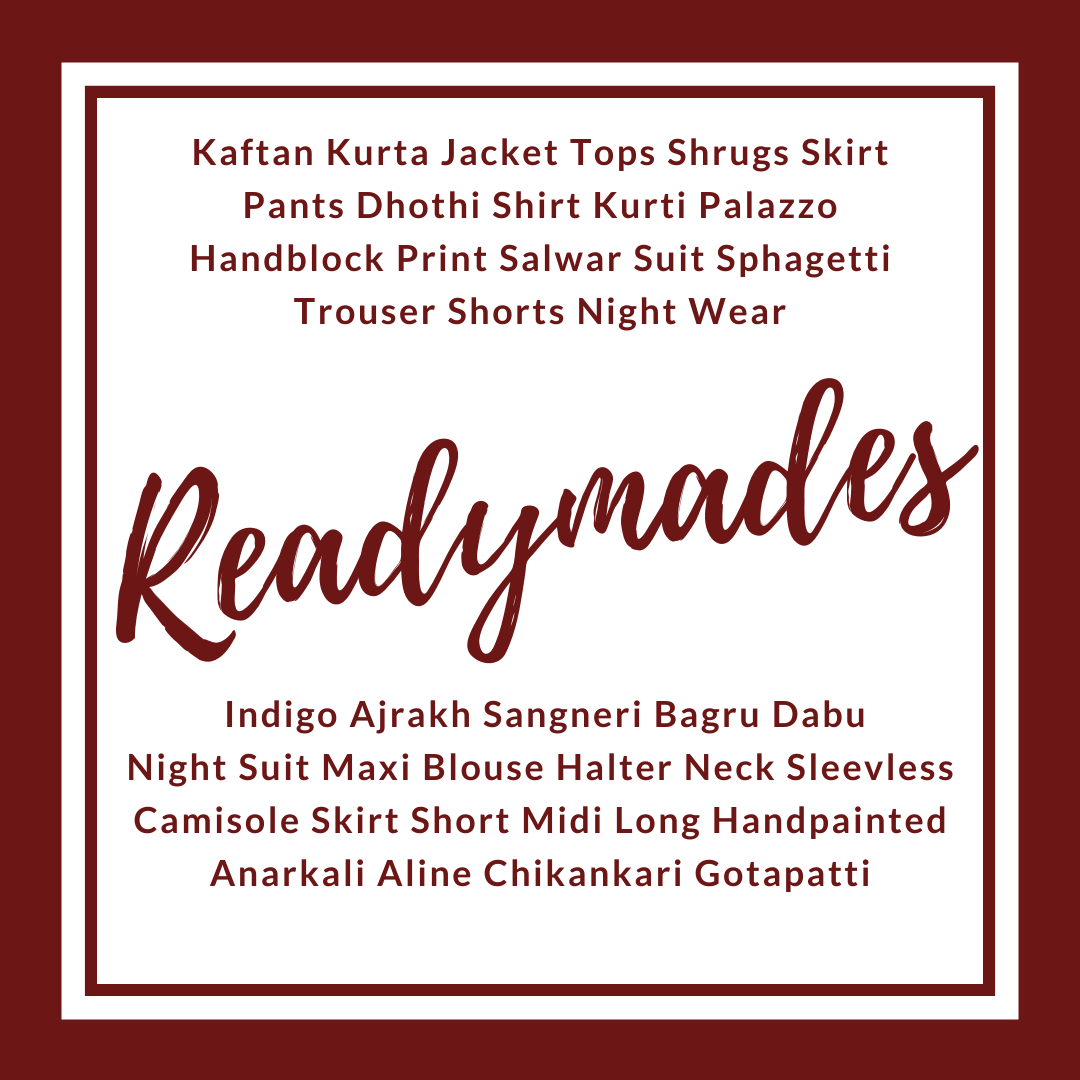 Kaftan Kurta Jacket Tops Shrugs Skirt
Pants Dhothi Shirt Kurti Palazzo
Handblock Print Salwar Suit Sphagetti
Trouser Shorts Night Wear
Readymades
Indigo Ajrakh Sangneri Bagru Dabu
Night Suit Maxi Blouse Halter Neck Sleevless
Camisole Skirt Short Midi Long Handpainted
Anarkali Aline Chikankari Gotapatti